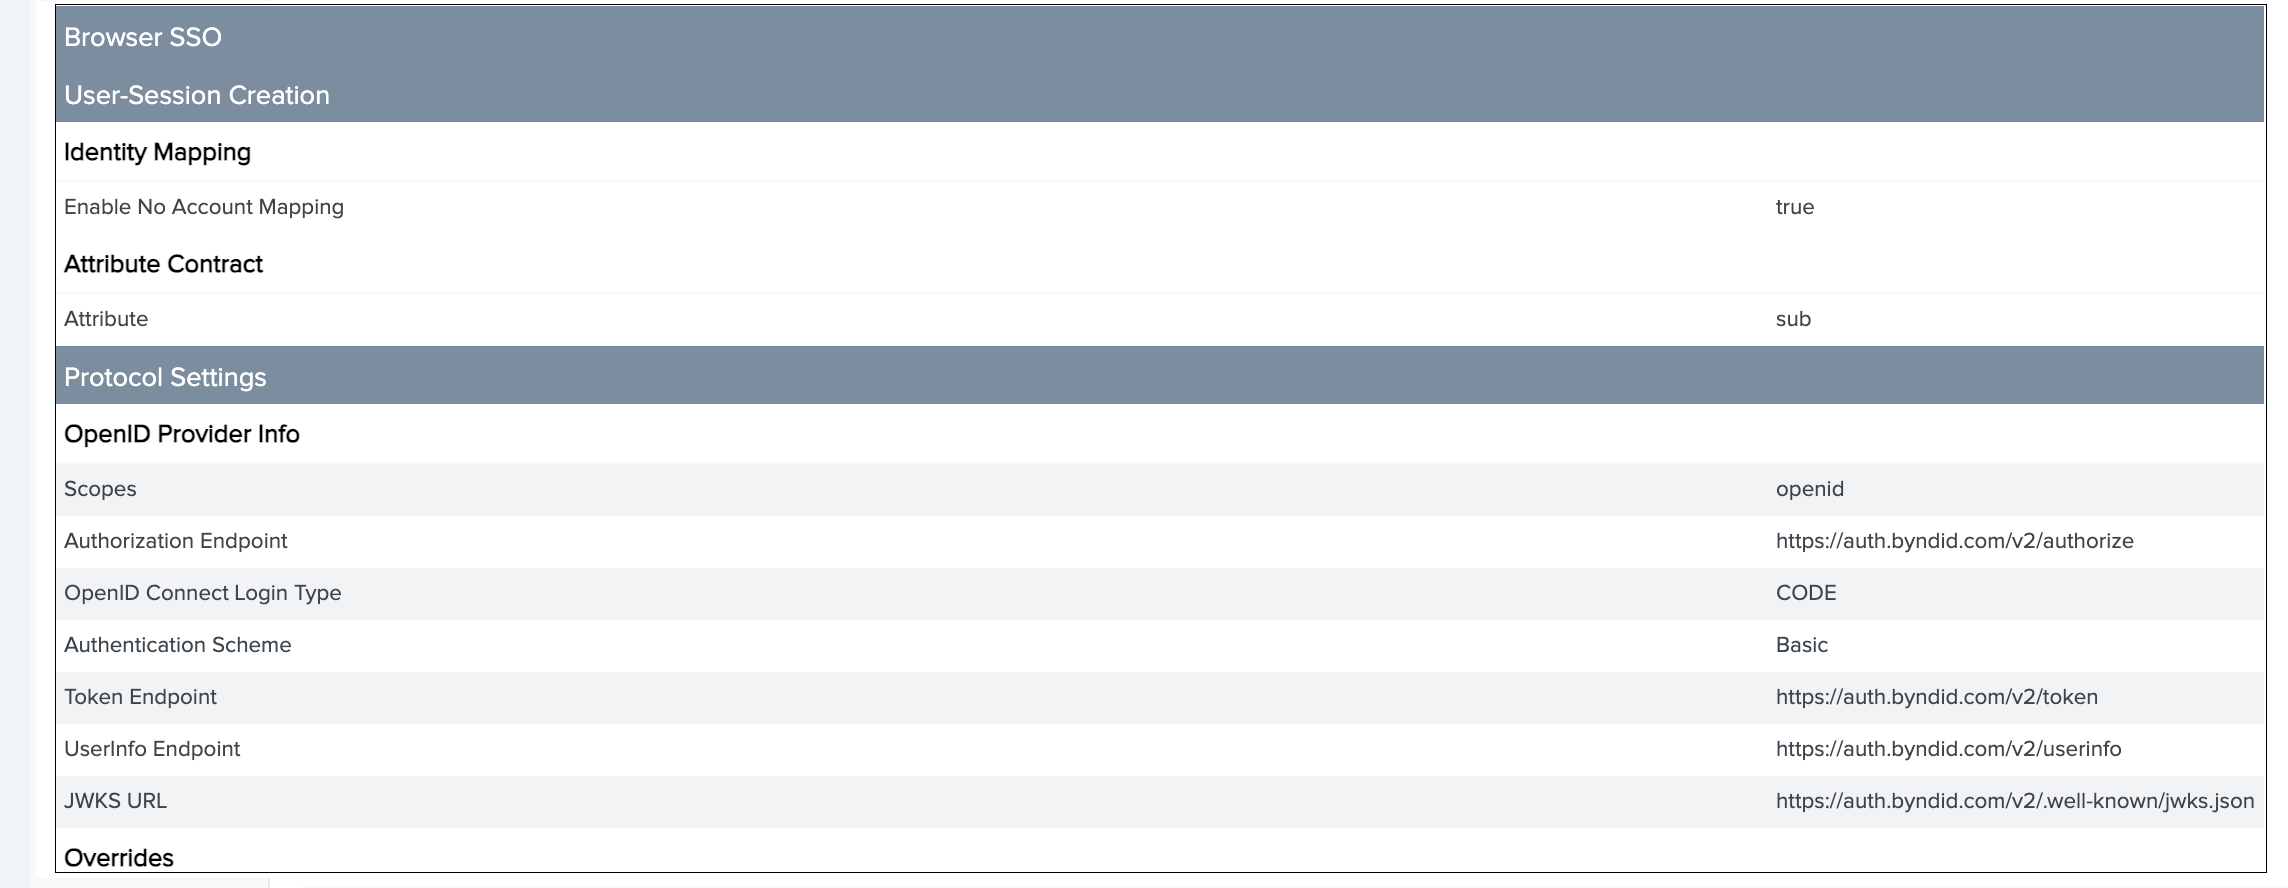 Browser SSO
User-Session Creation
Identity Mapping
Enable No Account Mapping true
Attribute Contract
Attribute sub
Protocol Settings
OpenID Provider Info
Scopes openid
Authorization Endpoint https://auth.byndid.com/v2/authorize
OpenID Connect Login Type CODE
Authentication Scheme Basic
Token Endpoint https://auth.byndid.com/v2/token
UserInfo Endpoint https://auth.byndid.com/v2/userinfo
JWKS URL https://auth.byndid.com/v2/.well-known/jwks.json
Overrides